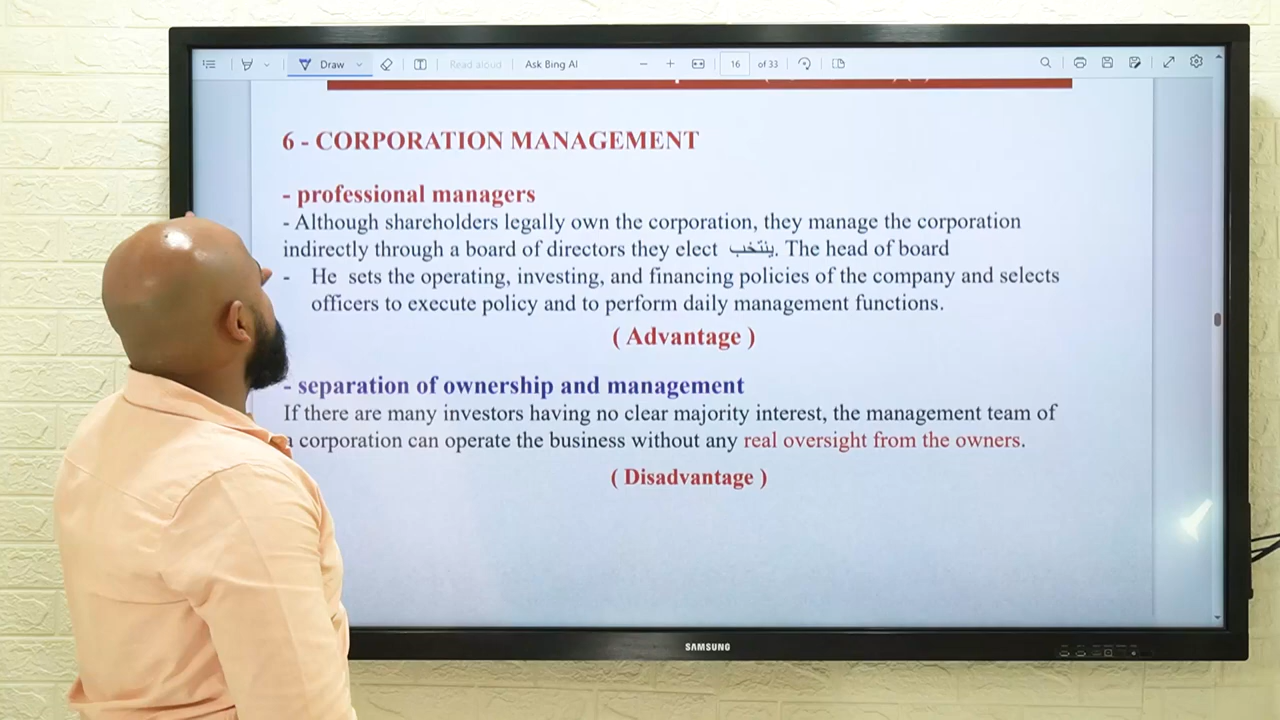 Draw
Read aloud
Ask Bing AI
16
of 33
6 - CORPORATION MANAGEMENT
- professional managers
- Although shareholders legally own the corporation, they manage the corporation
indirectly through a board of directors they elect ينتخب. The head of board
- He sets the operating, investing, and financing policies of the company and selects
officers to execute policy and to perform daily management functions.
( Advantage )
- separation of ownership and management
If there are many investors having no clear majority interest, the management team of
a corporation can operate the business without any real oversight from the owners.
( Disadvantage )
SAMSUNG